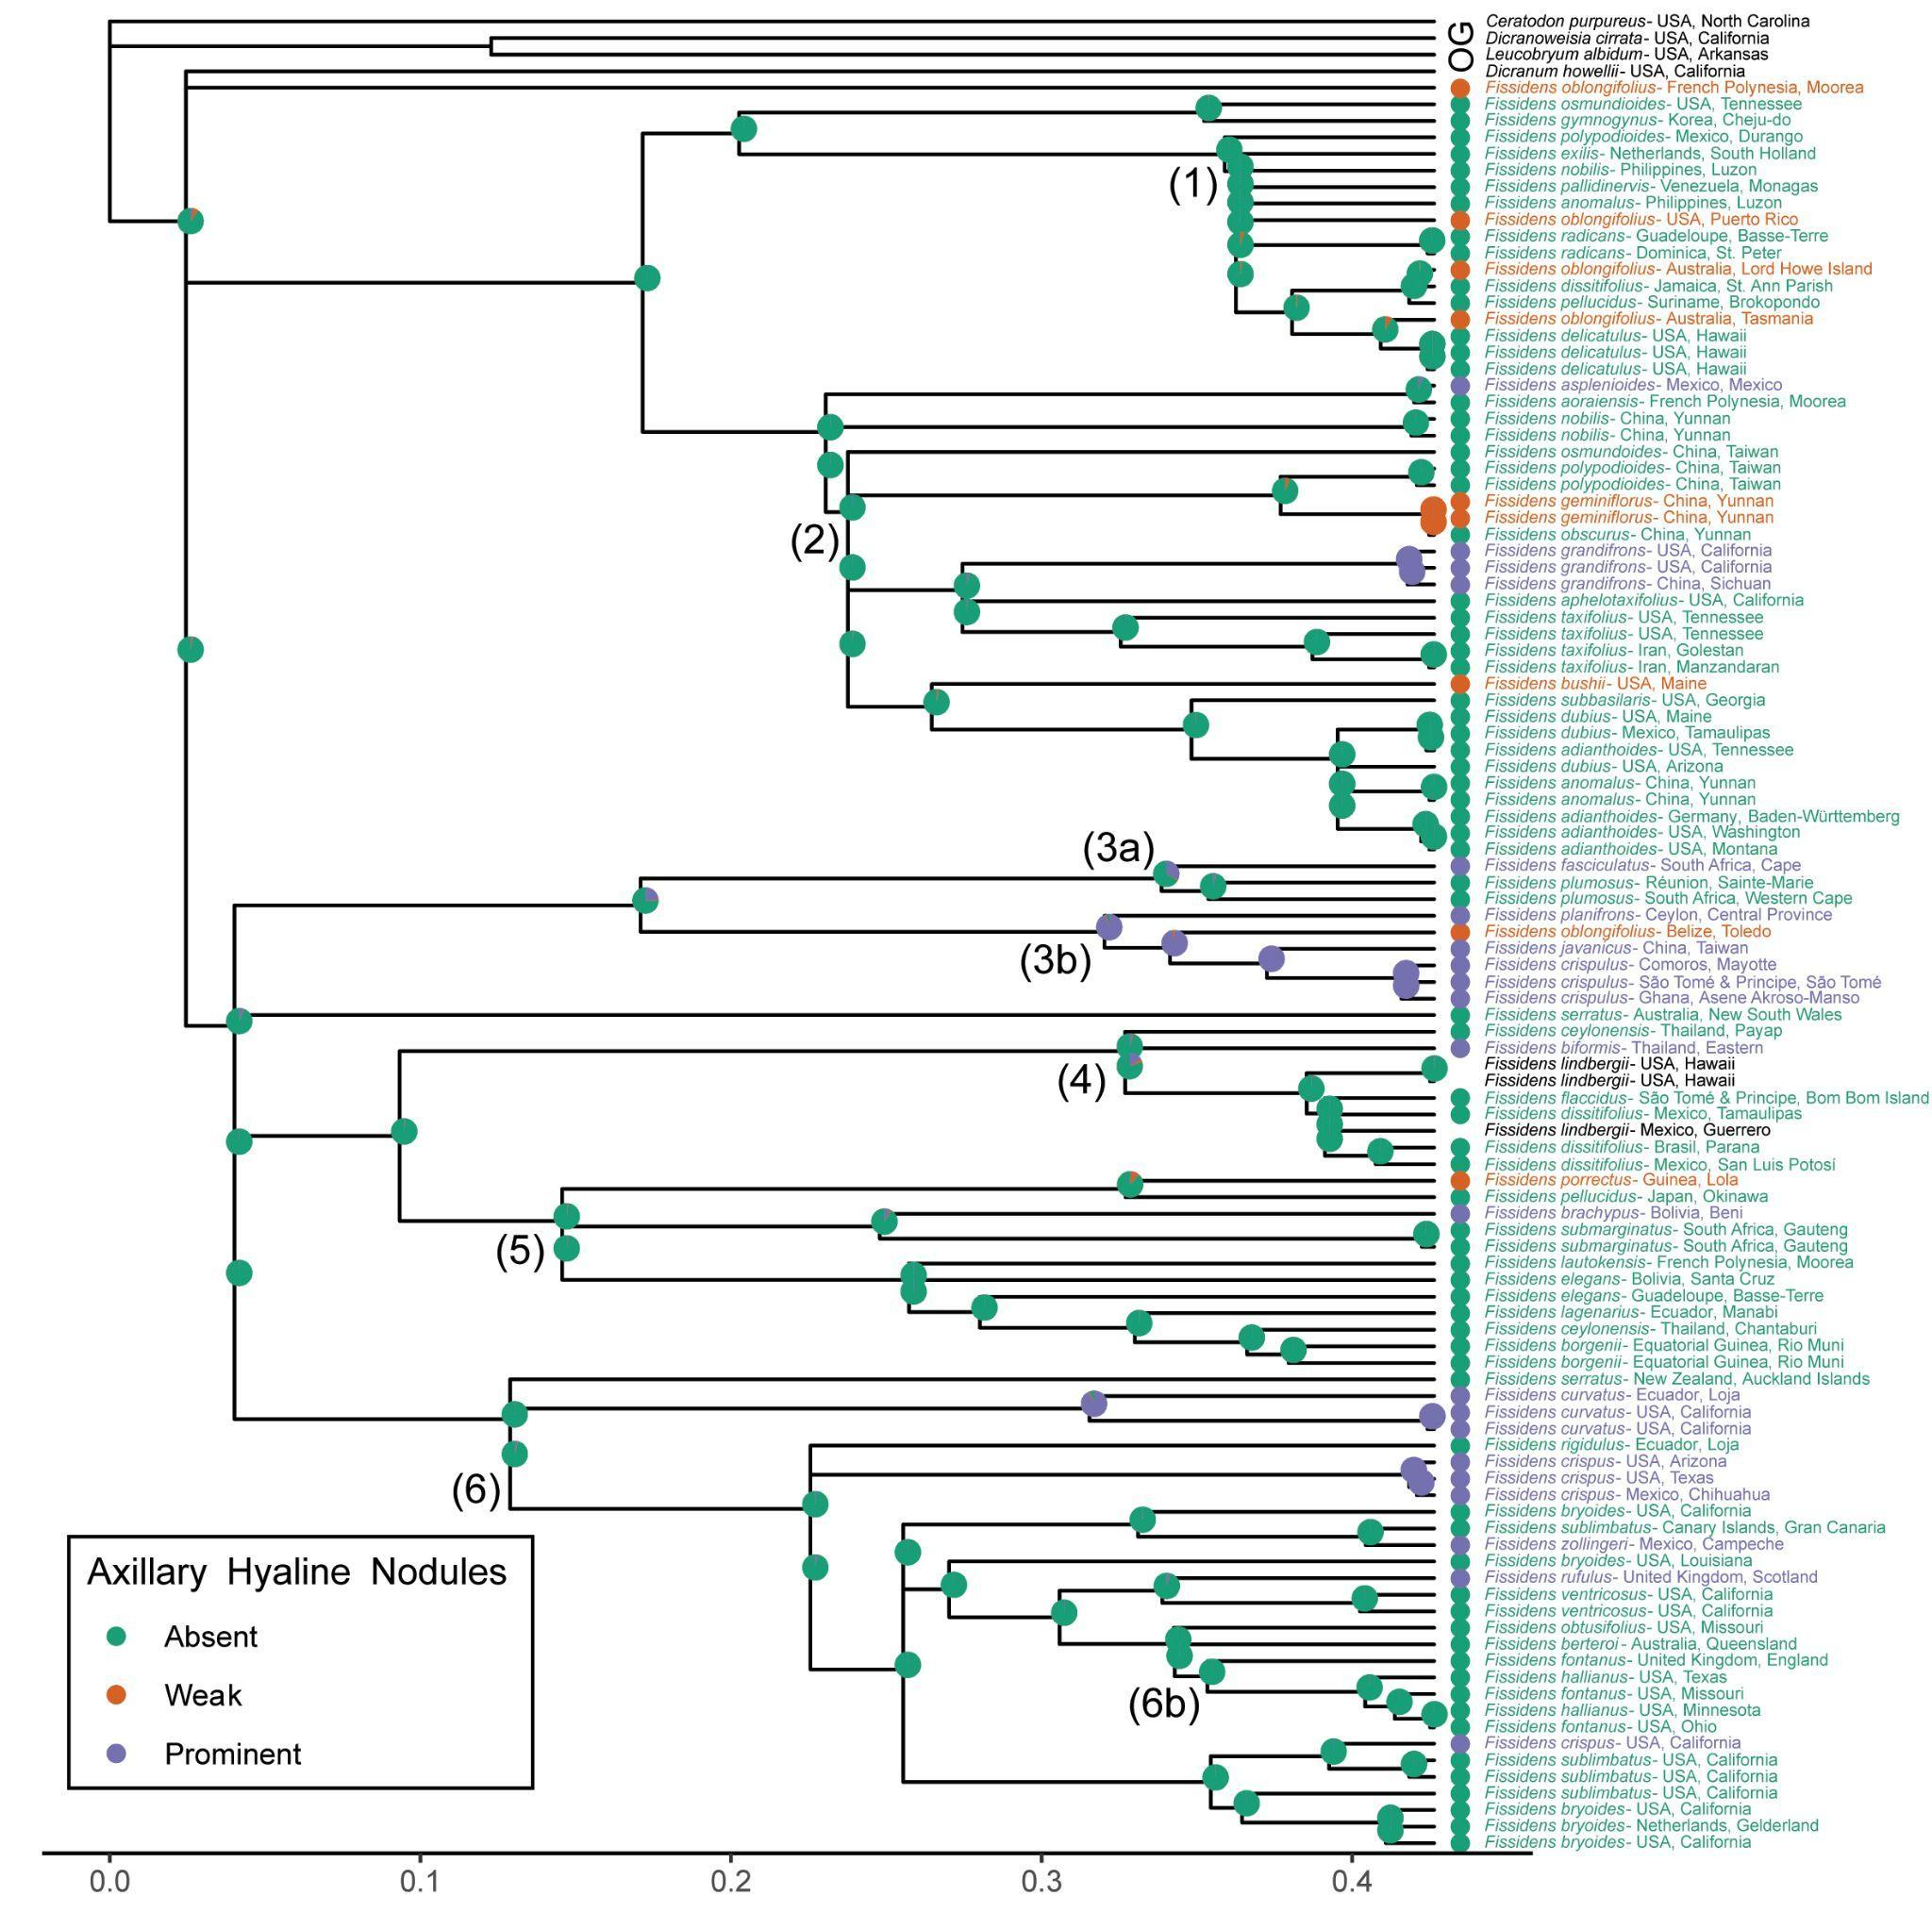 OG
Ceratodon purpureus- USA, North Carolina
Dicranoweisia cirrata- USA, California
Leucobryum albidum- USA, Arkansas
Dicranum howellii- USA, California
Fissidens oblongifolius- French Polynesia, Moorea
Fissidens osmundioides- USA, Tennessee
Fissidens gymnogynus- Korea, Cheju-do
Fissidens polypodioides- Mexico, Durango
Fissidens exilis- Netherlands, South Holland
Fissidens nobilis- Philippines, Luzon
(1)
Fissidens pallidinervis- Venezuela, Monagas
Fissidens anomalus- Philippines, Luzon
Fissidens oblongifolius- USA, Puerto Rico
Fissidens radicans- Guadeloupe, Basse-Terre
Fissidens radicans- Dominica, St. Peter
Fissidens oblongifolius- Australia, Lord Howe Island
Fissidens dissitifolius- Jamaica, St. Ann Parish
Fissidens pellucidus- Suriname, Brokopondo
Fissidens oblongifolius- Australia, Tasmania
Fissidens delicatulus- USA, Hawaii
Fissidens delicatulus- USA, Hawaii
Fissidens delicatulus- USA, Hawaii
Fissidens asplenioides- Mexico, Mexico
Fissidens aoraiensis- French Polynesia, Moorea
Fissidens nobilis- China, Yunnan
Fissidens nobilis- China, Yunnan
Fissidens osmundoides- China, Taiwan
Fissidens polypodioides- China, Taiwan
Fissidens polypodioides- China, Taiwan
Fissidens geminiflorus- China, Yunnan
Fissidens geminiflorus- China, Yunnan
Fissidens obscurus- China, Yunnan
(2)
Fissidens grandifrons- USA, California
Fissidens grandifrons- USA, California
Fissidens grandifrons- China, Sichuan
Fissidens aphelotaxifolius- USA, California
Fissidens taxifolius- USA, Tennessee
Fissidens taxifolius- USA, Tennessee
Fissidens taxifolius- Iran, Golestan
Fissidens taxifolius- Iran, Manzandaran
Fissidens bushii- USA, Maine
Fissidens subbasilaris- USA, Georgia
Fissidens dubius- USA, Maine
Fissidens dubius- Mexico, Tamaulipas
Fissidens adianthoides- USA, Tennessee
Fissidens dubius- USA, Arizona
Fissidens anomalus- China, Yunnan
Fissidens anomalus- China, Yunnan
Fissidens adianthoides- Germany, Baden-Württemberg
Fissidens adianthoides- USA, Washington
Fissidens adianthoides- USA, Montana
(3a)
Fissidens fasciculatus- South Africa, Cape
Fissidens plumosus- Réunion, Sainte-Marie
Fissidens plumosus- South Africa, Western Cape
Fissidens planifrons- Ceylon, Central Province
Fissidens oblongifolius- Belize, Toledo
Fissidens javanicus- China, Taiwan
(3b)
Fissidens crispulus- Comoros, Mayotte
Fissidens crispulus- São Tomé & Principe, São Tomé
Fissidens crispulus- Ghana, Asene Akroso-Manso
Fissidens serratus- Australia, New South Wales
Fissidens ceylonensis- Thailand, Payap
Fissidens biformis- Thailand, Eastern
Fissidens lindbergii- USA, Hawaii
Fissidens lindbergii- USA, Hawaii
(4)
Fissidens flaccidus- São Tomé & Principe, Bom Bom Island
Fissidens dissitifolius- Mexico, Tamaulipas
Fissidens lindbergii- Mexico, Guerrero
Fissidens dissitifolius- Brasil, Parana
Fissidens dissitifolius- Mexico, San Luis Potosí
Fissidens porrectus- Guinea, Lola
Fissidens pellucidus- Japan, Okinawa
Fissidens brachypus- Bolivia, Beni
Fissidens submarginatus- South Africa, Gauteng
Fissidens submarginatus- South Africa, Gauteng
(5)
Fissidens lautokensis- French Polynesia, Moorea
Fissidens elegans- Bolivia, Santa Cruz
Fissidens elegans- Guadeloupe, Basse-Terre
Fissidens lagenarius- Ecuador, Manabi
Fissidens ceylonensis- Thailand, Chantaburi
Fissidens borgenii- Equatorial Guinea, Rio Muni
Fissidens borgenii- Equatorial Guinea, Rio Muni
Fissidens serratus- New Zealand, Auckland Islands
Fissidens curvatus- Ecuador, Loja
Fissidens curvatus- USA, California
Fissidens curvatus- USA, California
Fissidens rigidulus- Ecuador, Loja
Fissidens crispus- USA, Arizona
Fissidens crispus- USA, Texas
(6)
Fissidens crispus- Mexico, Chihuahua
Fissidens bryoides- USA, California
Fissidens sublimbatus- Canary Islands, Gran Canaria
Fissidens zollingeri- Mexico, Campeche
Fissidens bryoides- USA, Louisiana
Fissidens rufulus- United Kingdom, Scotland
Fissidens ventricosus- USA, California
Fissidens ventricosus- USA, California
Fissidens obtusifolius- USA, Missouri
Fissidens berteroi- Australia, Queensland
Fissidens fontanus- United Kingdom, England
Fissidens hallianus- USA, Texas
Fissidens fontanus- USA, Missouri
(6b)
Fissidens hallianus- USA, Minnesota
Fissidens fontanus- USA, Ohio
Fissidens crispus- USA, California
Fissidens sublimbatus- USA, California
Fissidens sublimbatus- USA, California
Fissidens sublimbatus- USA, California
Fissidens bryoides- USA, California
Fissidens bryoides- Netherlands, Gelderland
Fissidens bryoides- USA, California
Axillary Hyaline Nodules
Absent
Weak
Prominent
0.0 0.1 0.2 0.3 0.4